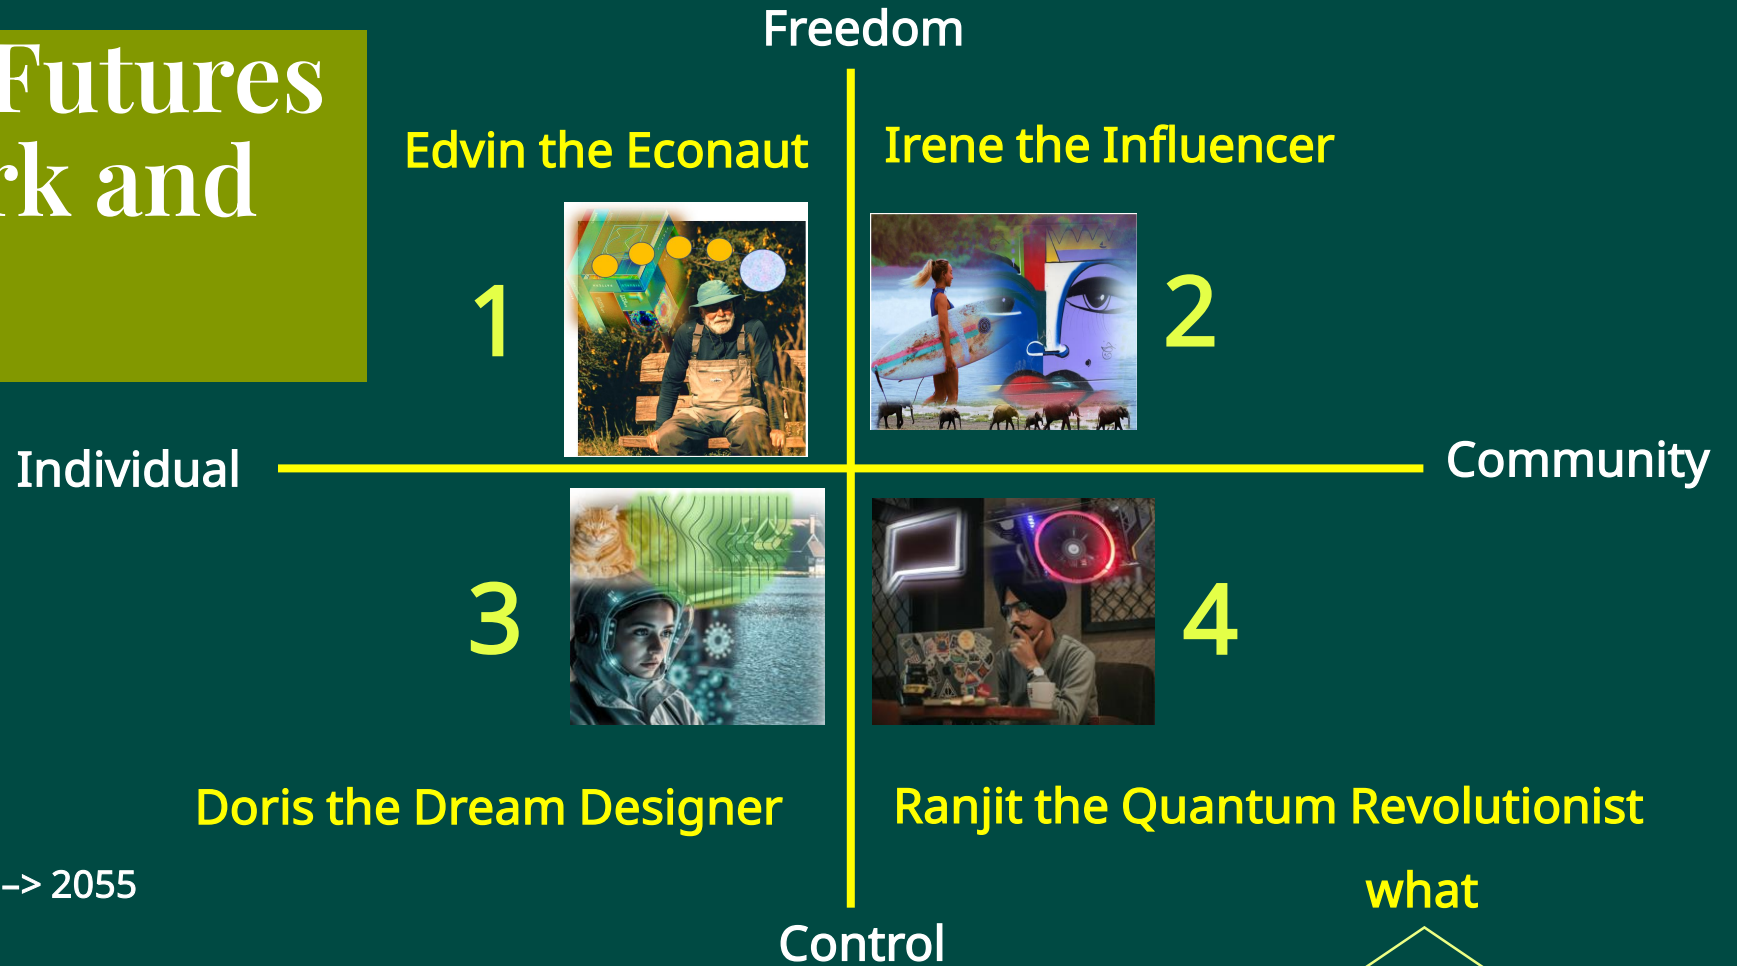 Freedom
Futures
rk and
Edvin the Econaut
Irene the Influencer
1
2
Individual
Community
3
4
Doris the Dream Designer
Ranjit the Quantum Revolutionist
–> 2055
what
Control